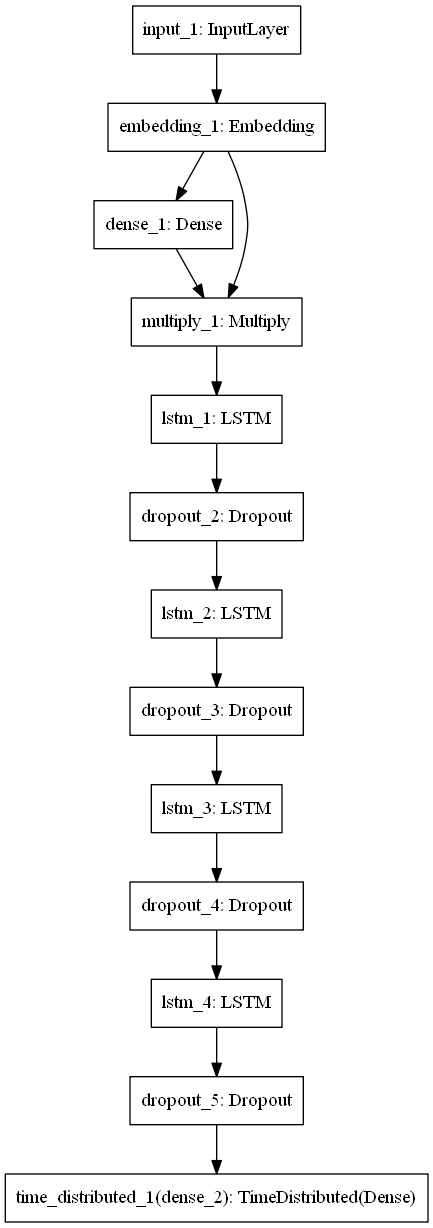 input_1: InputLayer
embedding_1: Embedding
dense_1: Dense
multiply_1: Multiply
lstm_1: LSTM
dropout_2: Dropout
lstm_2: LSTM
dropout_3: Dropout
lstm_3: LSTM
dropout_4: Dropout
lstm_4: LSTM
dropout_5: Dropout
time_distributed_1(dense_2): TimeDistributed(Dense)